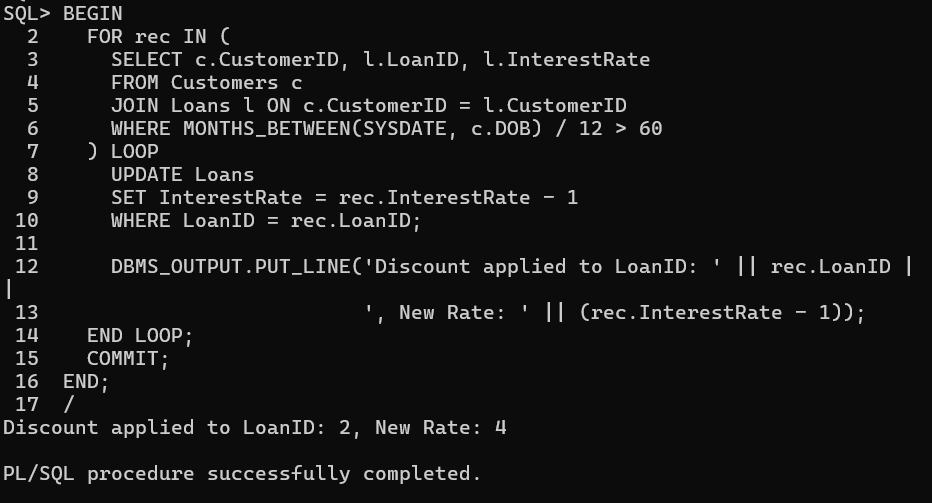 SQL> BEGIN
  2    FOR rec IN (
  3      SELECT c.CustomerID, l.LoanID, l.InterestRate
  4      FROM Customers c
  5      JOIN Loans l ON c.CustomerID = l.CustomerID
  6      WHERE MONTHS_BETWEEN(SYSDATE, c.DOB) / 12 > 60
  7    ) LOOP
  8      UPDATE Loans
  9      SET InterestRate = rec.InterestRate - 1
 10      WHERE LoanID = rec.LoanID;
 11
 12      DBMS_OUTPUT.PUT_LINE('Discount applied to LoanID: ' || rec.LoanID |
|
 13                           ', New Rate: ' || (rec.InterestRate - 1));
 14    END LOOP;
 15    COMMIT;
 16  END;
 17  /
Discount applied to LoanID: 2, New Rate: 4

PL/SQL procedure successfully completed.